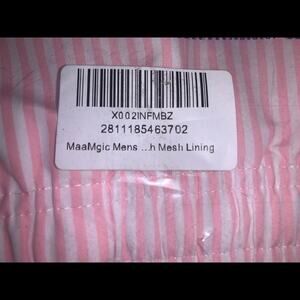 X002INFMBZ
2811185463702
MaaMgic Mens ...h Mesh Lining